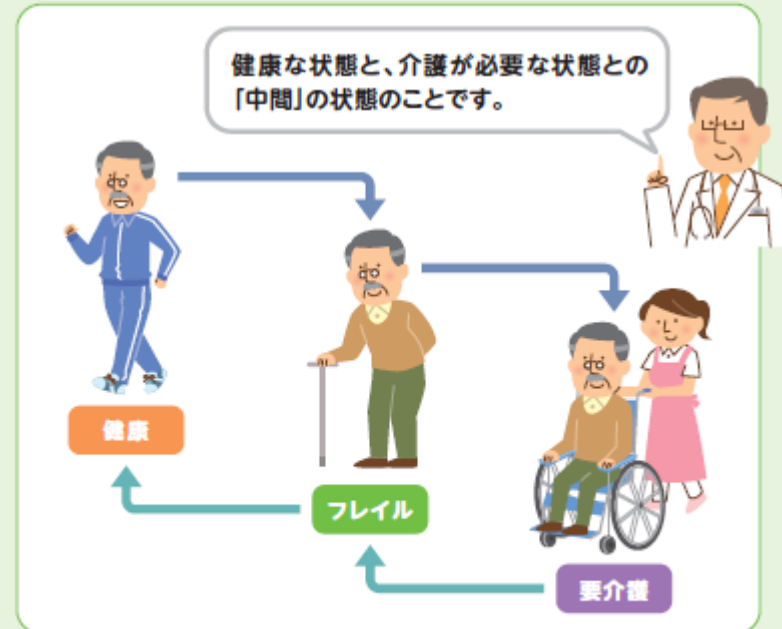 健康な状態と、介護が必要な状態との
「中間」の状態のことです。
健康
フレイル
要介護